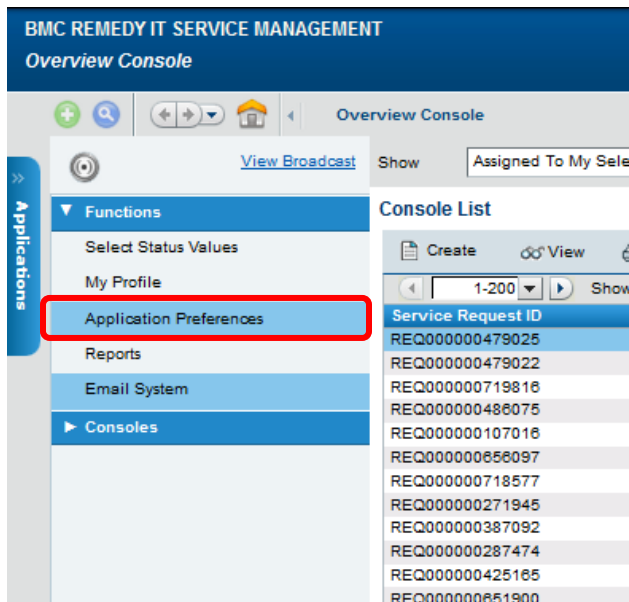 BMC REMEDY IT SERVICE MANAGEMENT
Overview Console
Overview Console
View Broadcast
Show
Assigned To My Sele
Applications
Functions
Select Status Values
My Profile
Application Preferences
Reports
Email System
Consoles
Console List
Create
View
1-200
Show
Service Request ID
REQ000000479025
REQ000000479022
REQ000000719816
REQ000000486075
REQ000000107016
REQ000000656097
REQ000000718577
REQ000000271945
REQ000000387092
REQ000000287474
REQ000000425165
REQ000000651900